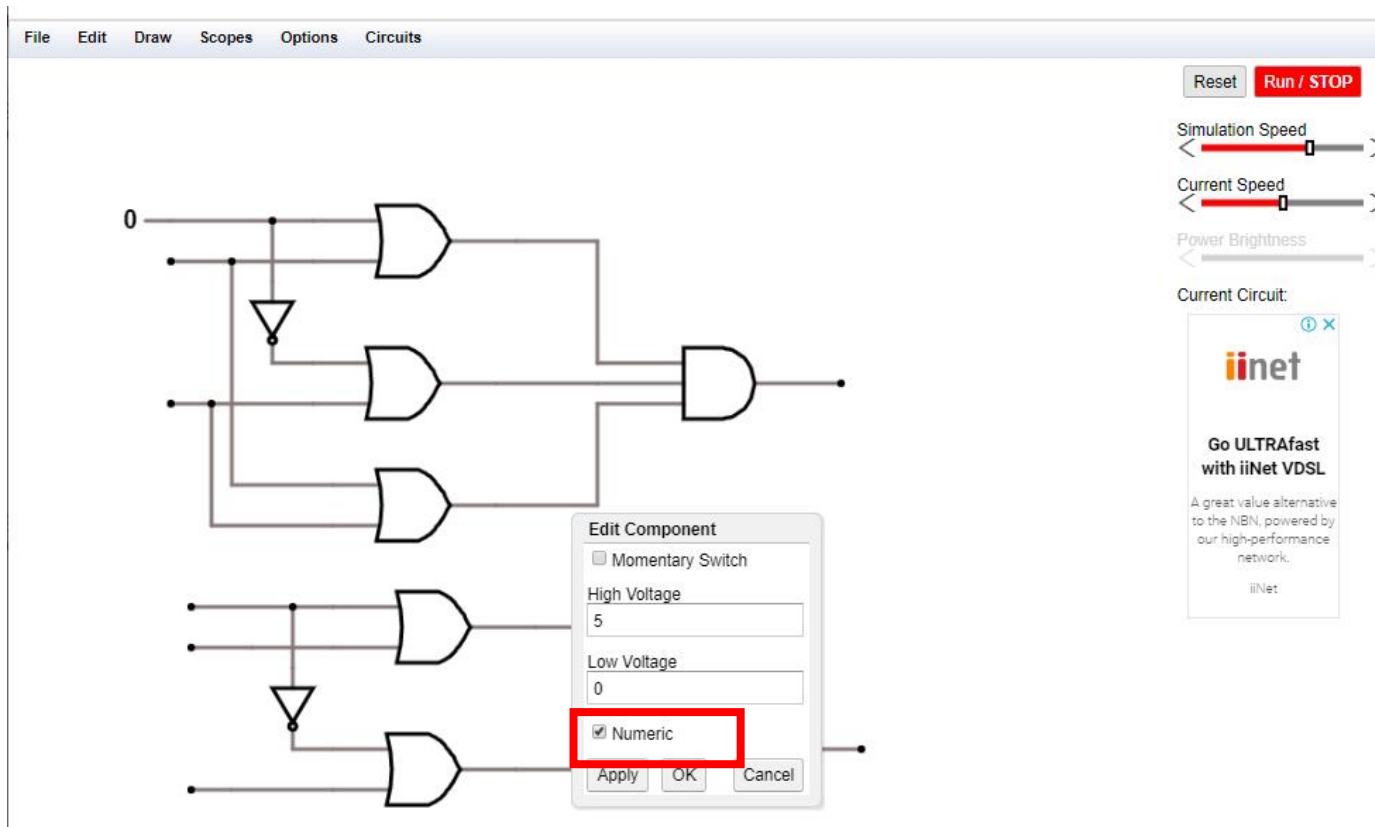 File Edit Draw Scopes Options Circuits
Reset Run / STOP
Simulation Speed
Current Speed
Power Brightness
Current Circuit:
iinet
Go ULTRAfast
with iiNet VDSL
A great value alternative
to the NBN, powered by
our high-performance
network.
iiNet
0
Edit Component
Momentary Switch
High Voltage
5
Low Voltage
0
Numeric
Apply OK Cancel